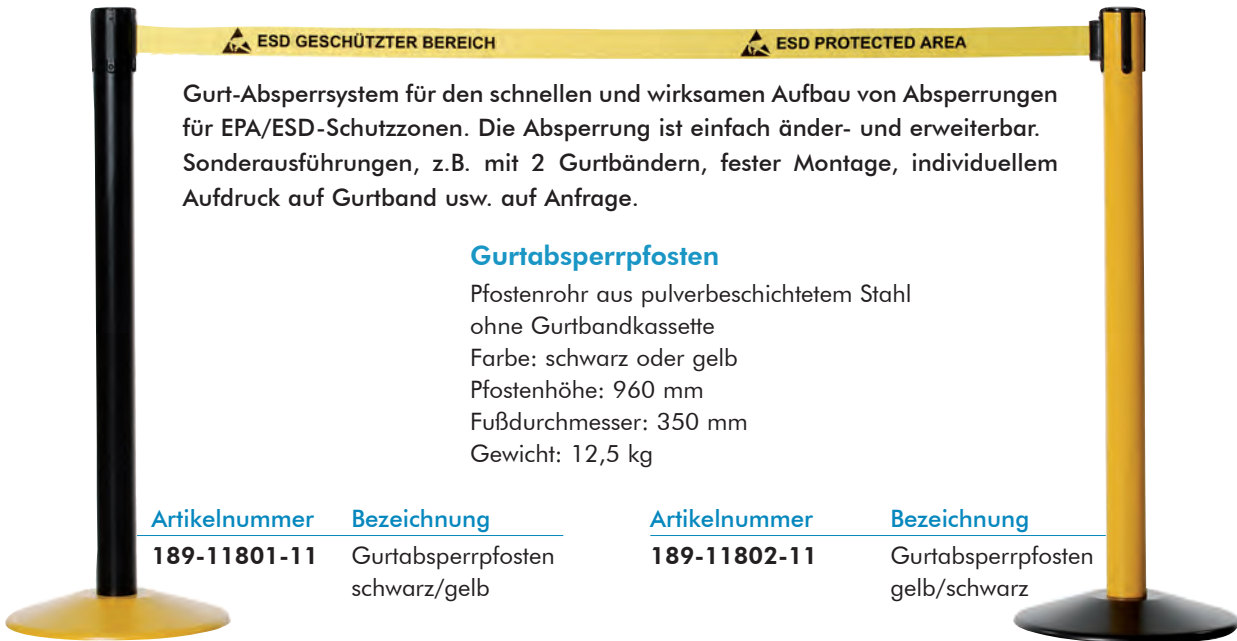 ESD GESCHÜTZTER BEREICH
ESD PROTECTED AREA
Gurt-Absperrsystem für den schnellen und wirksamen Aufbau von Absperrungen
für EPA/ESD-Schutzzonen. Die Absperrung ist einfach änder- und erweiterbar.
Sonderausführungen, z.B. mit 2 Gurtbändern, fester Montage, individuellem
Aufdruck auf Gurtband usw. auf Anfrage.
Gurtabsperrpfosten
Pfostenrohr aus pulverbeschichtetem Stahl
ohne Gurtbandkassette
Farbe: schwarz oder gelb
Pfostenhöhe: 960 mm
Fußdurchmesser: 350 mm
Gewicht: 12,5 kg
Artikelnummer Bezeichnung
189-11801-11 Gurtabsperrpfosten
schwarz/gelb
Artikelnummer Bezeichnung
189-11802-11 Gurtabsperrpfosten
gelb/schwarz